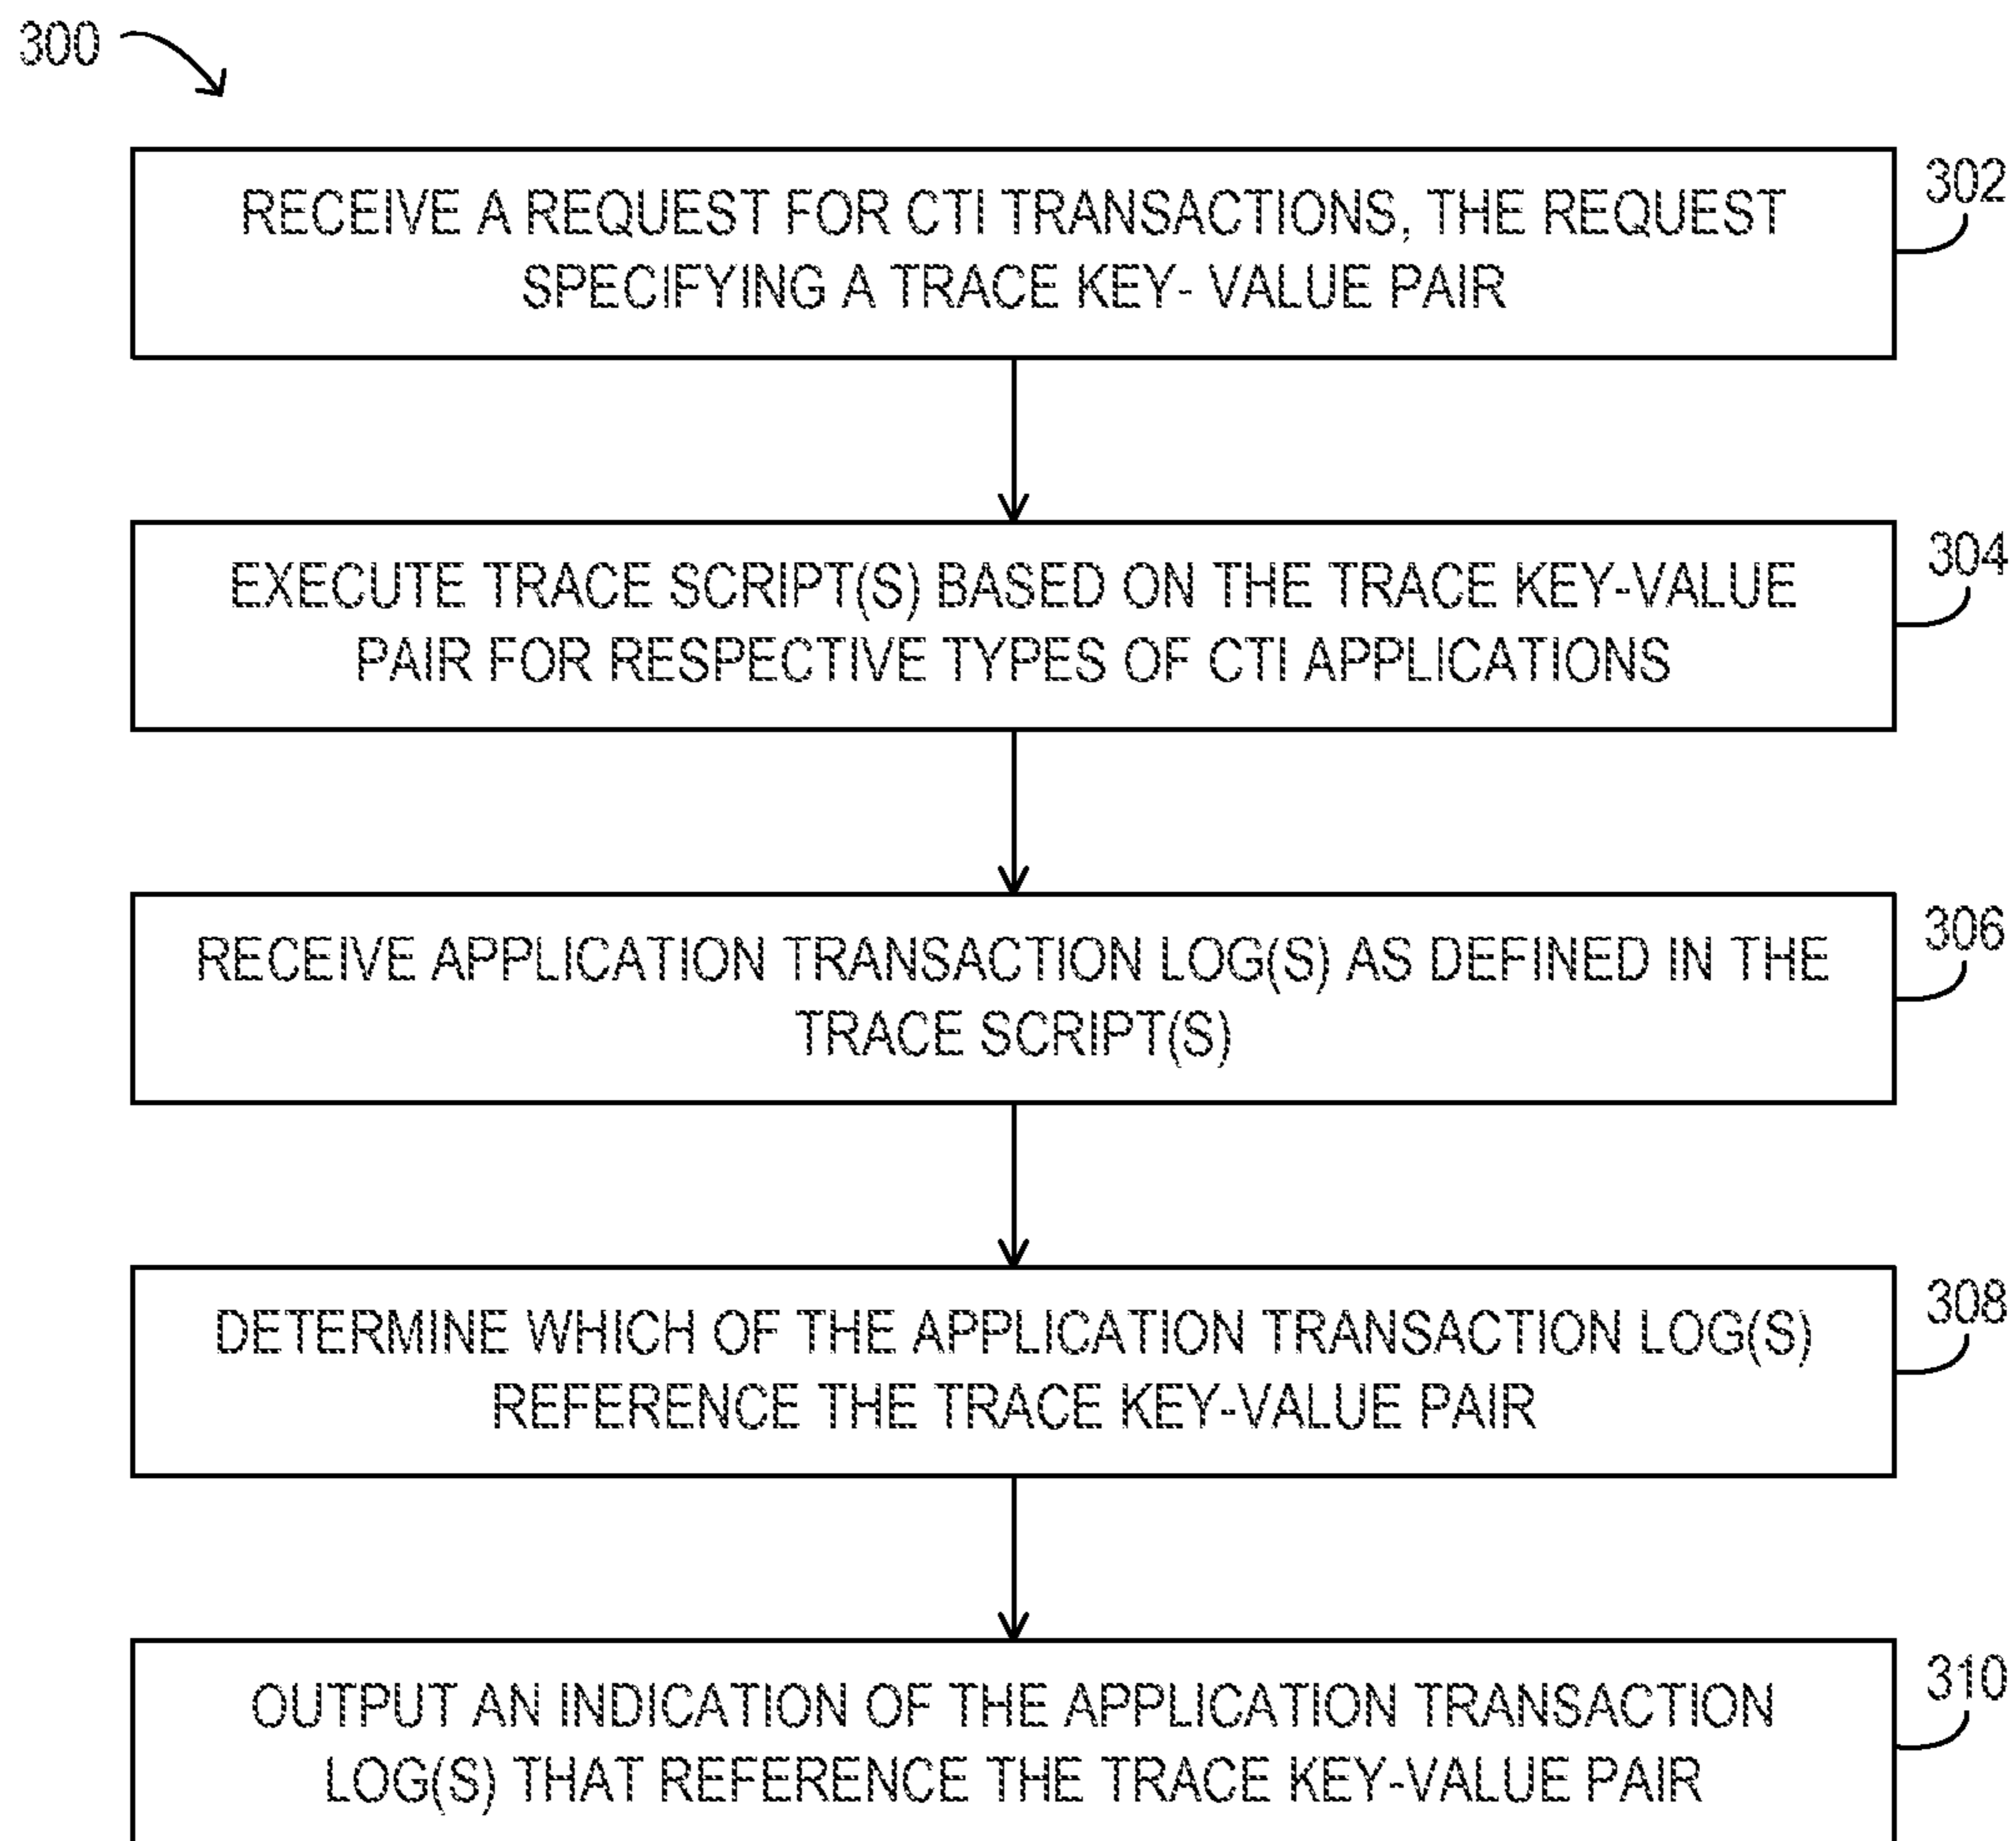 300
RECEIVE A REQUEST FOR CTI TRANSACTIONS, THE REQUEST
SPECIFYING A TRACE KEY- VALUE PAIR
302
EXECUTE TRACE SCRIPT(S) BASED ON THE TRACE KEY-VALUE
PAIR FOR RESPECTIVE TYPES OF CTI APPLICATIONS
304
RECEIVE APPLICATION TRANSACTION LOG(S) AS DEFINED IN THE
TRACE SCRIPT(S)
306
DETERMINE WHICH OF THE APPLICATION TRANSACTION LOG(S)
REFERENCE THE TRACE KEY-VALUE PAIR
308
OUTPUT AN INDICATION OF THE APPLICATION TRANSACTION
LOG(S) THAT REFERENCE THE TRACE KEY-VALUE PAIR
310